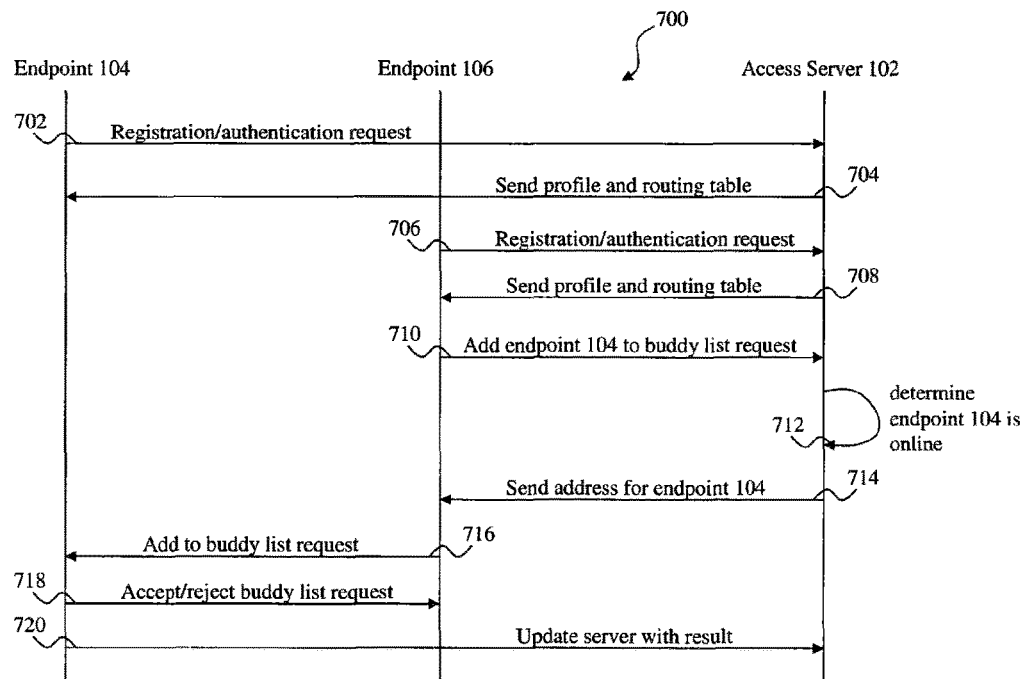 700
Endpoint 104
Endpoint 106
Access Server 102
702
Registration/authentication request
Send profile and routing table
704
706
Registration/authentication request
Send profile and routing table
708
710
Add endpoint 104 to buddy list request
determine
endpoint 104 is
online
712
Send address for endpoint 104
714
Add to buddy list request
716
718
Accept/reject buddy list request
720
Update server with result